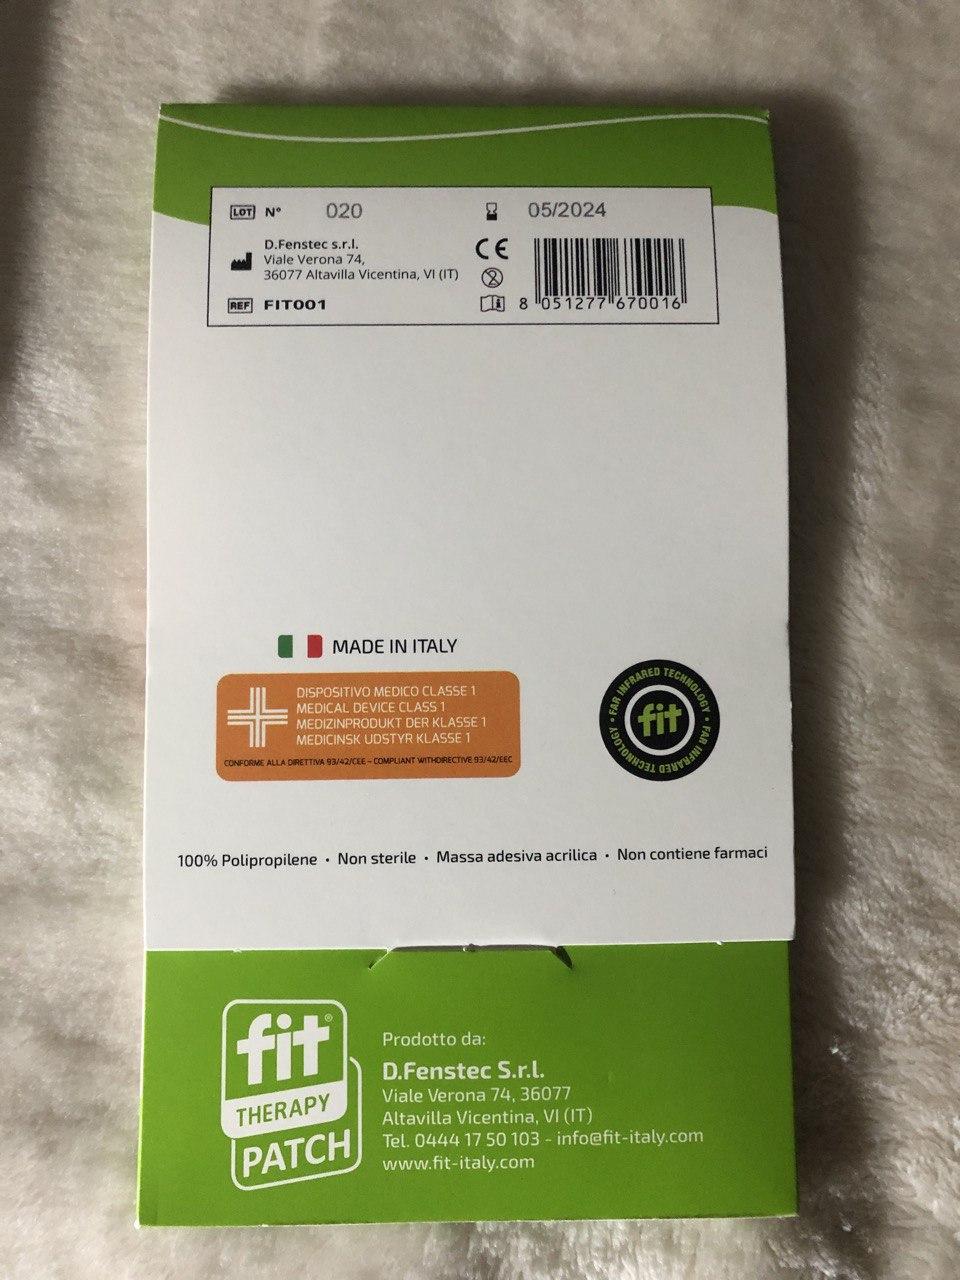 LOT N° 020
05/2024
D.Fenstec s.r.l.
Viale Verona 74,
36077 Altavilla Vicentina, VI (IT)
CE
2
REF FIT001
i
8 051277 670016
MADE IN ITALY
DISPOSITIVO MEDICO CLASSE 1
MEDICAL DEVICE CLASS 1
MEDIZINPRODUKT DER KLASSE 1
MEDICINSK UDSTYR KLASSE 1
CONFORME ALLA DIRETTIVA 93/42/CEE – COMPLIANT WITHDIRECTIVE 93/42/EEC
• FAR INFRARED TECHNOLOGY • FAR INFRARED TECHNOLOGY
fit
100% Polipropilene • Non sterile • Massa adesiva acrilica • Non contiene farmaci
fit®
THERAPY
PATCH
Prodotto da:
D.Fenstec S.r.l.
Viale Verona 74, 36077
Altavilla Vicentina, VI (IT)
Tel. 0444 17 50 103 - info@fit-italy.com
www.fit-italy.com